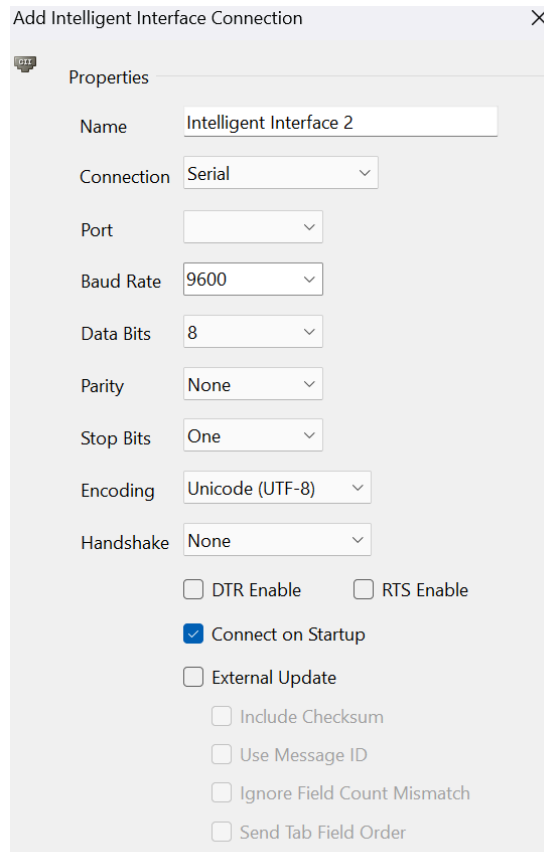 Add Intelligent Interface Connection
GII
Properties
Name Intelligent Interface 2
Connection Serial
Port
Baud Rate 9600
Data Bits 8
Parity None
Stop Bits One
Encoding Unicode (UTF-8)
Handshake None
DTR Enable RTS Enable
Connect on Startup
External Update
Include Checksum
Use Message ID
Ignore Field Count Mismatch
Send Tab Field Order